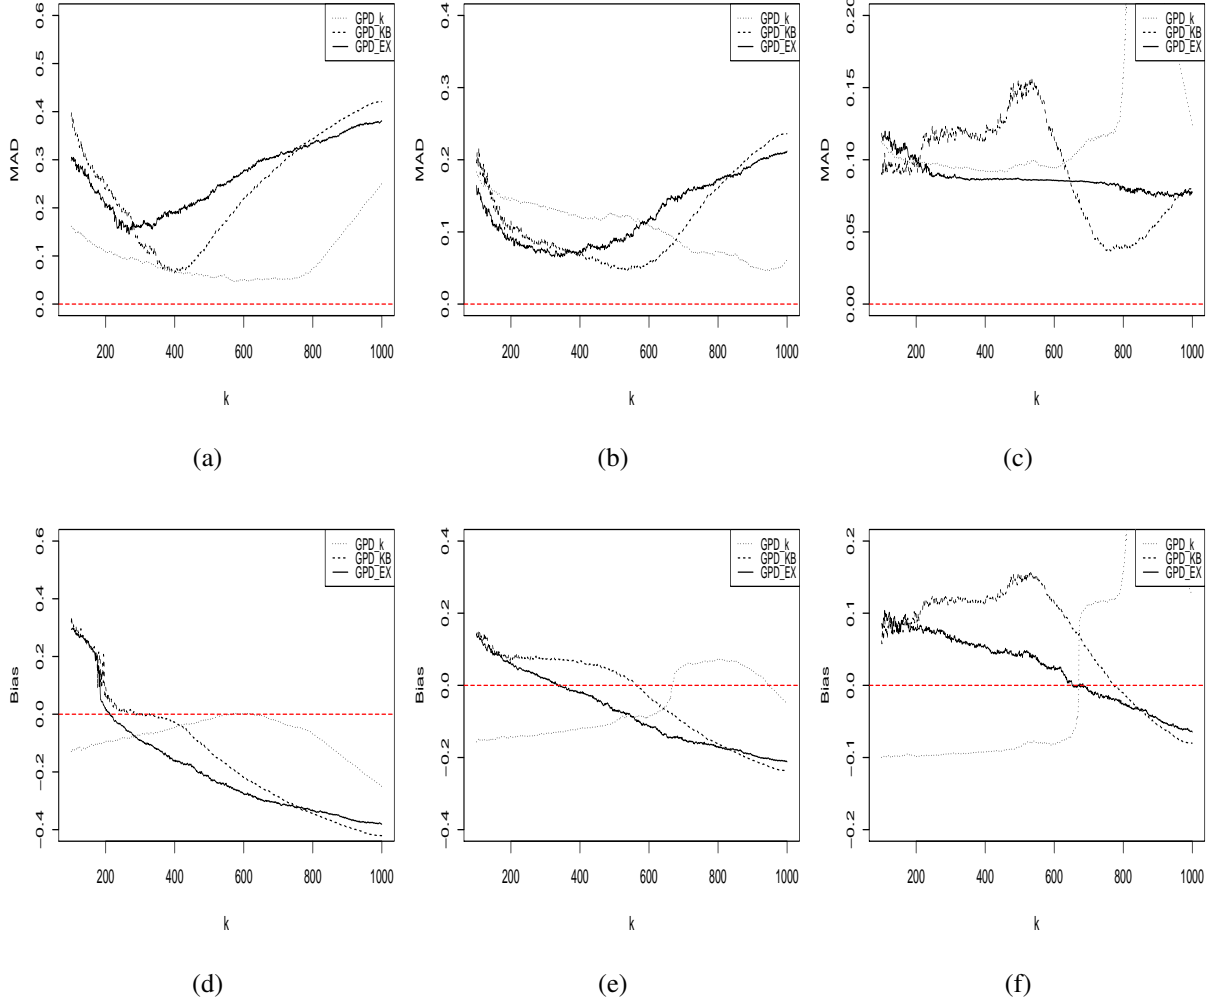 GPD_k
GPD_KB
GPD_EX
MAD
0.0
0.1
0.2
0.3
0.4
0.5
0.6
200
400
600
800
1000
k
(a)
GPD_k
GPD_KB
GPD_EX
MAD
0.0
0.1
0.2
0.3
0.4
200
400
600
800
1000
k
(b)
GPD_k
GPD_KB
GPD_EX
MAD
0.00
0.05
0.10
0.15
0.20
200
400
600
800
1000
k
(c)
GPD_k
GPD_KB
GPD_EX
Bias
−0.4
−0.2
0.0
0.2
0.4
0.6
200
400
600
800
1000
k
(d)
GPD_k
GPD_KB
GPD_EX
Bias
−0.4
−0.2
0.0
0.2
0.4
200
400
600
800
1000
k
(e)
GPD_k
GPD_KB
GPD_EX
Bias
−0.2
−0.1
0.0
0.1
0.2
200
400
600
800
1000
k
(f)